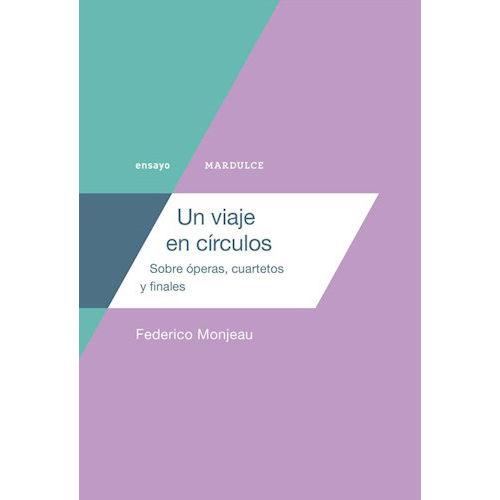 ensayo MARDULCE
Un viaje
en círculos
Sobre óperas, cuartetos
y finales
Federico Monjeau